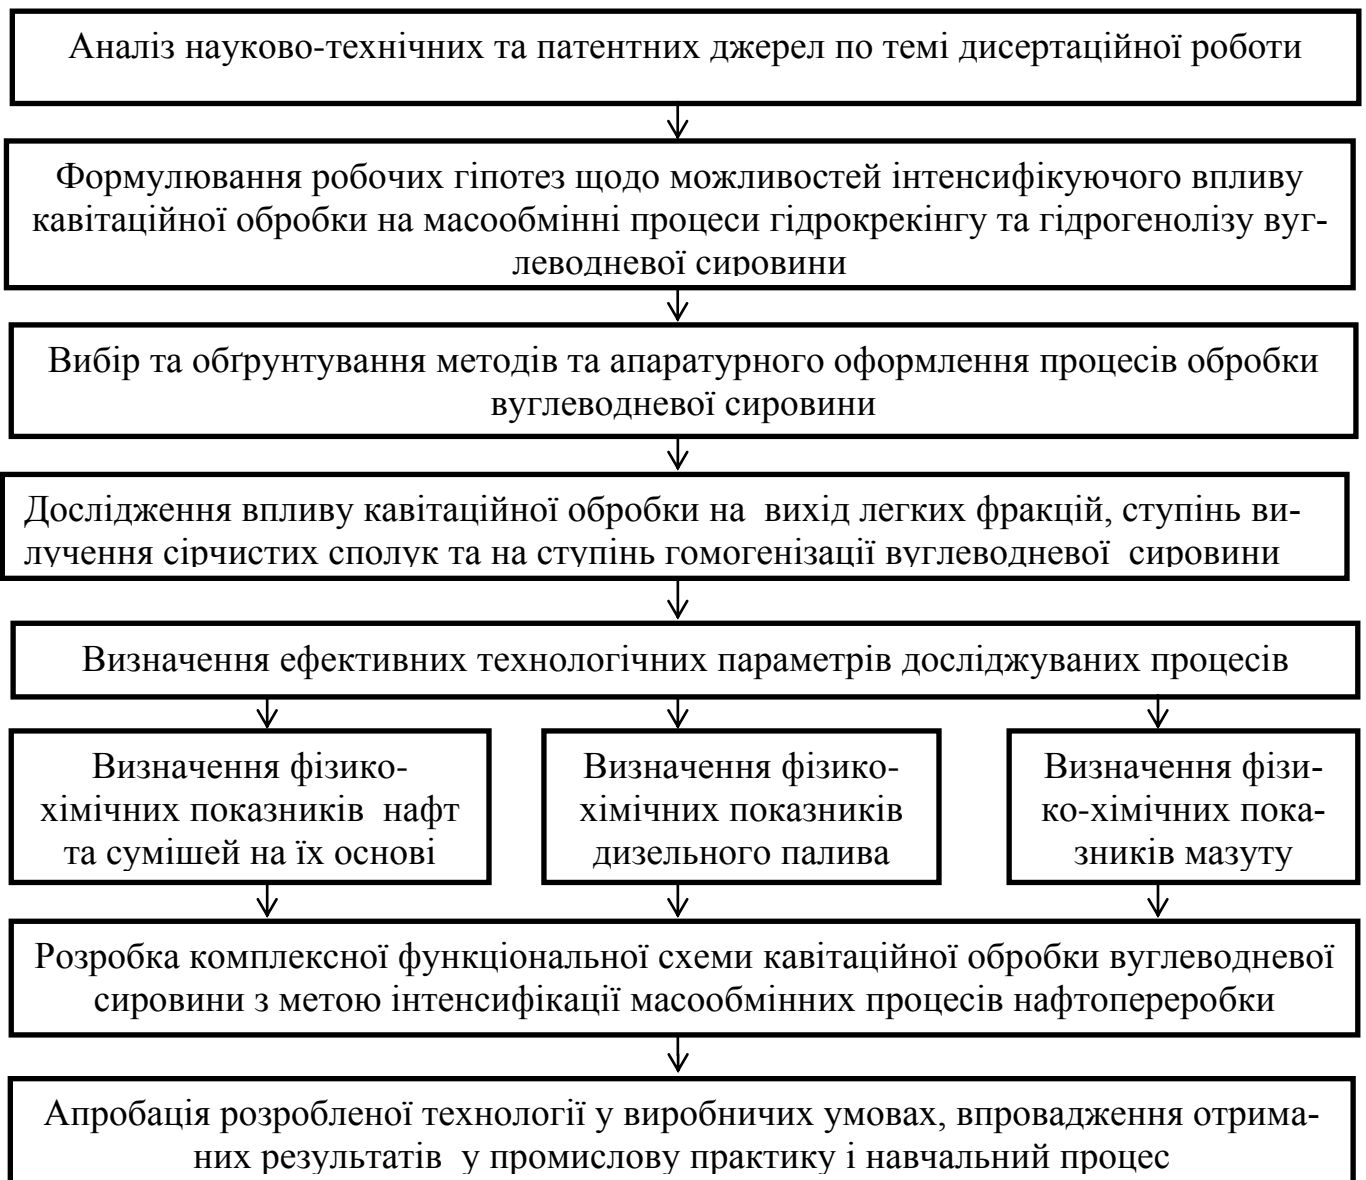 Аналіз науково-технічних та патентних джерел по темі дисертаційної роботи
Формулювання робочих гіпотез щодо можливостей інтенсифікуючого впливу
кавітаційної обробки на масообмінні процеси гідрокрекінгу та гідрогенолізу вуг-
леводневої сировини
Вибір та обґрунтування методів та апаратурного оформлення процесів обробки
вуглеводневої сировини
Дослідження впливу кавітаційної обробки на вихід легких фракцій, ступінь ви-
лучення сірчистих сполук та на ступінь гомогенізації вуглеводневої сировини
Визначення ефективних технологічних параметрів досліджуваних процесів
Визначення фізико-
хімічних показників нафт
та сумішей на їх основі
Визначення фізико-
хімічних показників
дизельного палива
Визначення фізи-
ко-хімічних пока-
зників мазуту
Розробка комплексної функціональної схеми кавітаційної обробки вуглеводневої
сировини з метою інтенсифікації масообмінних процесів нафтопереробки
Апробація розробленої технології у виробничих умовах, впровадження отрима-
них результатів у промислову практику і навчальний процес